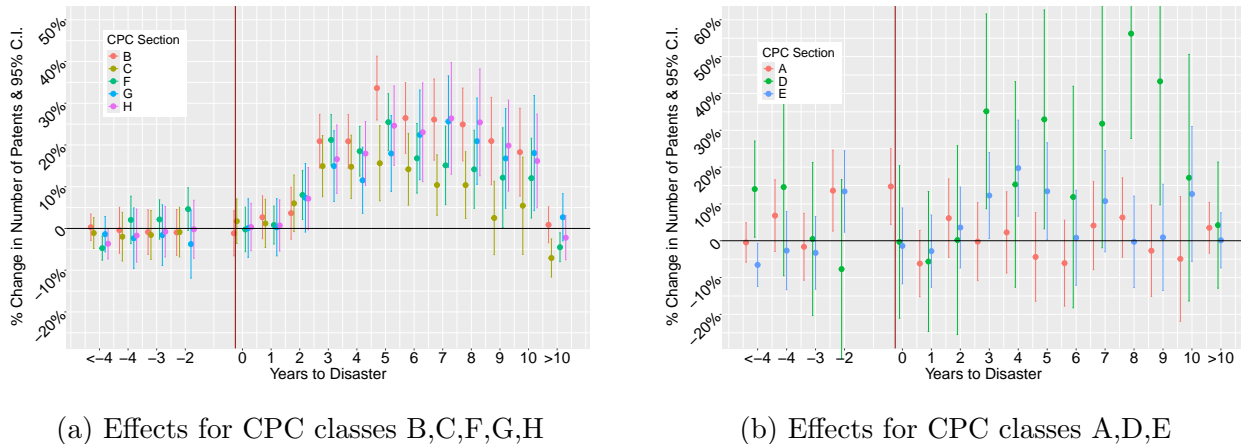 % Change in Number of Patents & 95% C.I.
50%
40%
30%
20%
10%
0
−10%
−20%
CPC Section
B
C
F
G
H
<−4 −4 −3 −2 0 1 2 3 4 5 6 7 8 9 10 >10
Years to Disaster
(a) Effects for CPC classes B,C,F,G,H
% Change in Number of Patents & 95% C.I.
60%
50%
40%
30%
20%
10%
0
−10%
−20%
CPC Section
A
D
E
<−4 −4 −3 −2 0 1 2 3 4 5 6 7 8 9 10 >10
Years to Disaster
(b) Effects for CPC classes A,D,E